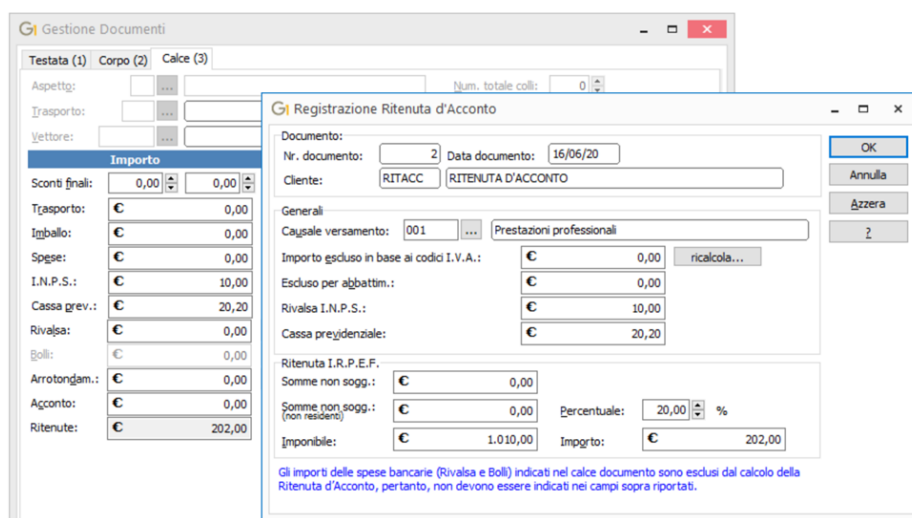 Gestione Documenti
Testata (1) Corpo (2) Calce (3)
Aspetto: ... Num. totale colli: 0
Trasporto: ...
Vettore: ...
Importo
Sconti finali: 0,00 0,00
Trasporto: € 0,00
Imballo: € 0,00
Spese: € 0,00
I.N.P.S.: € 10,00
Cassa prev.: € 20,20
Rivalsa: € 0,00
Bolli: € 0,00
Arrotondam.: € 0,00
Acconto: € 0,00
Ritenute: € 202,00
Registrazione Ritenuta d'Acconto
Documento:
Nr. documento: 2 Data documento: 16/06/20
Cliente: RITACC RITENUTA D'ACCONTO
OK
Annulla
Azzera
?
Generali
Causale versamento: 001 ... Prestazioni professionali
Importo escluso in base ai codici I.V.A.: € 0,00 ricalcola...
Escluso per abbattim.: € 0,00
Rivalsa I.N.P.S.: € 10,00
Cassa previdenziale: € 20,20
Ritenuta I.R.P.E.F.
Somme non sogg.: € 0,00
Somme non sogg.: € 0,00 Percentuale: 20,00 %
(non residenti)
Imponibile: € 1.010,00 Importo: € 202,00
Gli importi delle spese bancarie (Rivalsa e Bolli) indicati nel calce documento sono esclusi dal calcolo della
Ritenuta d'Acconto, pertanto, non devono essere indicati nei campi sopra riportati.